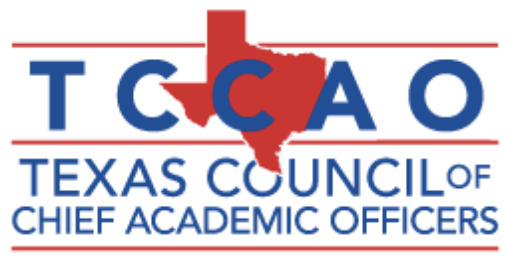 TCCAO
TEXAS COUNCIL OF
CHIEF ACADEMIC OFFICERS